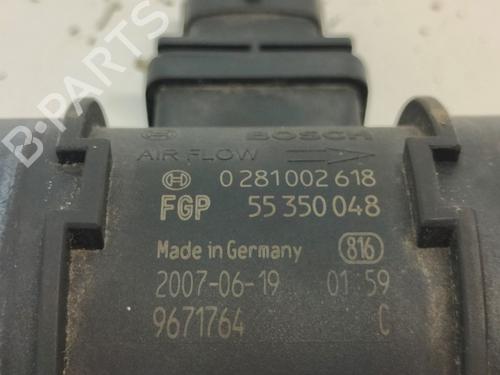 B-PARTS
BOSCH
AIR FLOW
0 281 002 618
FGP 55 350 048
Made in Germany 816
2007-06-19 01:59
9671764 C